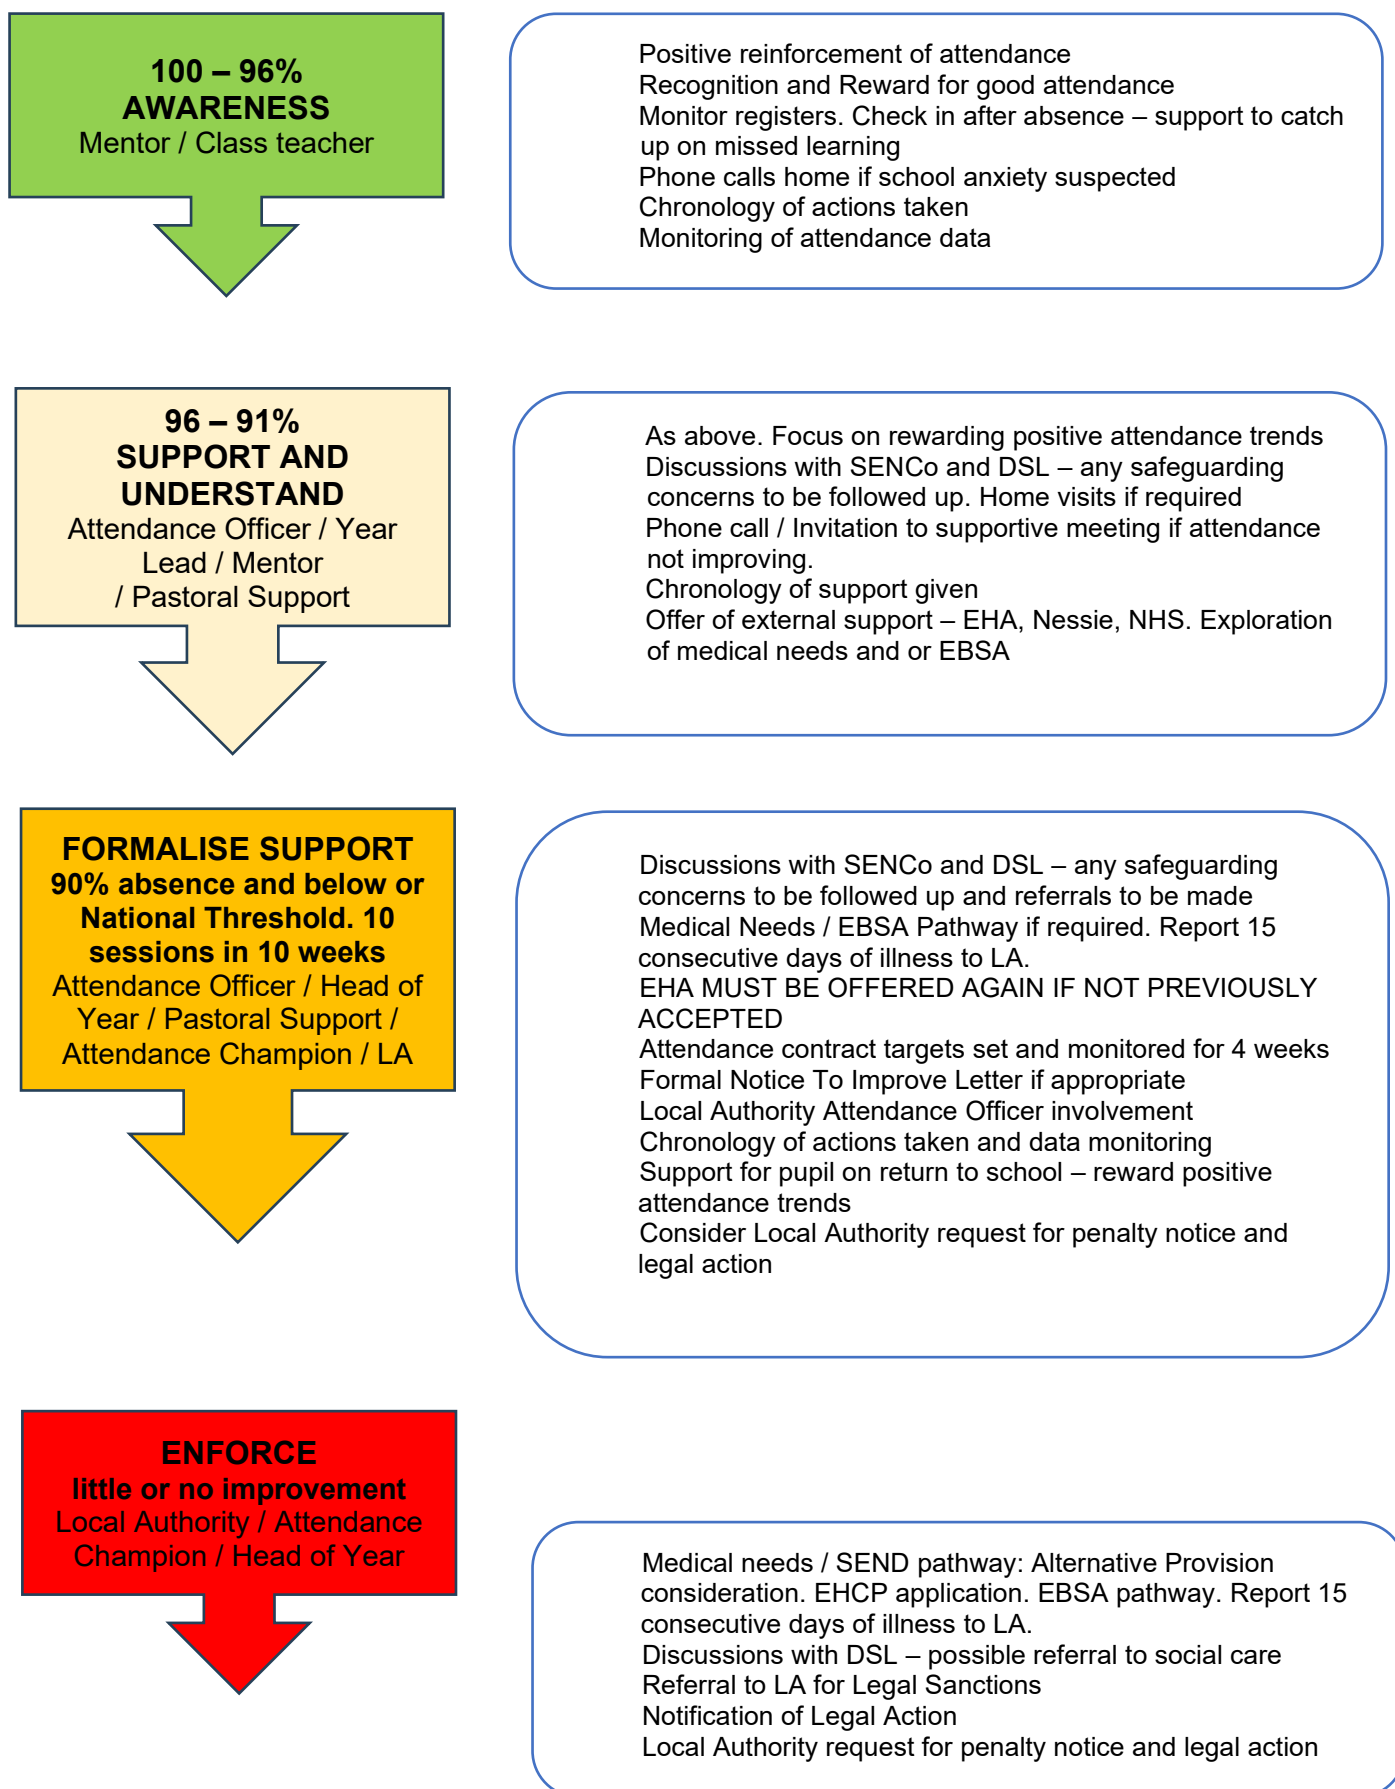 100 – 96%
AWARENESS
Mentor / Class teacher
Positive reinforcement of attendance
Recognition and Reward for good attendance
Monitor registers. Check in after absence – support to catch
up on missed learning
Phone calls home if school anxiety suspected
Chronology of actions taken
Monitoring of attendance data
96 – 91%
SUPPORT AND
UNDERSTAND
Attendance Officer / Year
Lead / Mentor
/ Pastoral Support
As above. Focus on rewarding positive attendance trends
Discussions with SENCo and DSL – any safeguarding
concerns to be followed up. Home visits if required
Phone call / Invitation to supportive meeting if attendance
not improving.
Chronology of support given
Offer of external support – EHA, Nessie, NHS. Exploration
of medical needs and or EBSA
FORMALISE SUPPORT
90% absence and below or
National Threshold. 10
sessions in 10 weeks
Attendance Officer / Head of
Year / Pastoral Support /
Attendance Champion / LA
Discussions with SENCo and DSL – any safeguarding
concerns to be followed up and referrals to be made
Medical Needs / EBSA Pathway if required. Report 15
consecutive days of illness to LA.
EHA MUST BE OFFERED AGAIN IF NOT PREVIOUSLY
ACCEPTED
Attendance contract targets set and monitored for 4 weeks
Formal Notice To Improve Letter if appropriate
Local Authority Attendance Officer involvement
Chronology of actions taken and data monitoring
Support for pupil on return to school – reward positive
attendance trends
Consider Local Authority request for penalty notice and
legal action
ENFORCE
little or no improvement
Local Authority / Attendance
Champion / Head of Year
Medical needs / SEND pathway: Alternative Provision
consideration. EHCP application. EBSA pathway. Report 15
consecutive days of illness to LA.
Discussions with DSL – possible referral to social care
Referral to LA for Legal Sanctions
Notification of Legal Action
Local Authority request for penalty notice and legal action